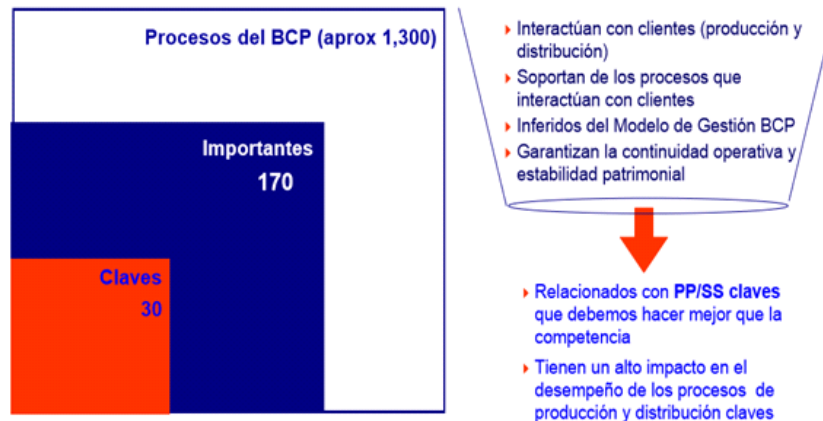 Procesos del BCP (aprox 1,300)
Importantes
170
Claves
30
Interactúan con clientes (producción y
distribución)
Soportan de los procesos que
interactúan con clientes
Inferidos del Modelo de Gestión BCP
Garantizan la continuidad operativa y
estabilidad patrimonial
Relacionados con PP/SS claves
que debemos hacer mejor que la
competencia
Tienen un alto impacto en el
desempeño de los procesos de
producción y distribución claves